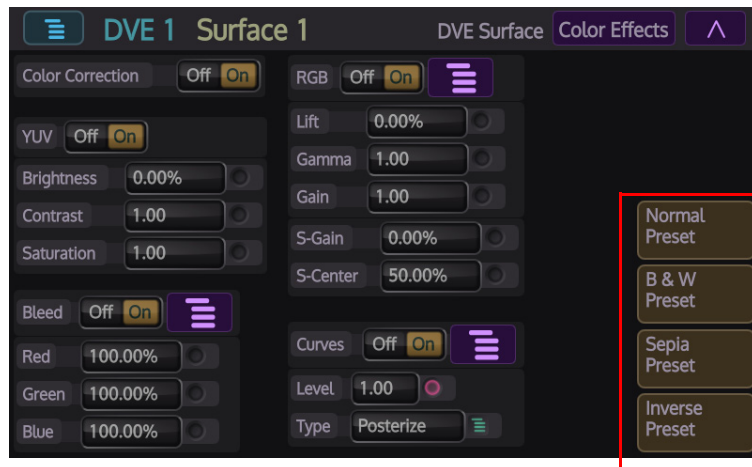 DVE 1 Surface 1 DVE Surface Color Effects
Color Correction Off On
YUV Off On
Brightness 0.00%
Contrast 1.00
Saturation 1.00
Bleed Off On
Red 100.00%
Green 100.00%
Blue 100.00%
RGB Off On
Lift 0.00%
Gamma 1.00
Gain 1.00
S-Gain 0.00%
S-Center 50.00%
Curves Off On
Level 1.00
Type Posterize
Normal
Preset
B & W
Preset
Sepia
Preset
Inverse
Preset